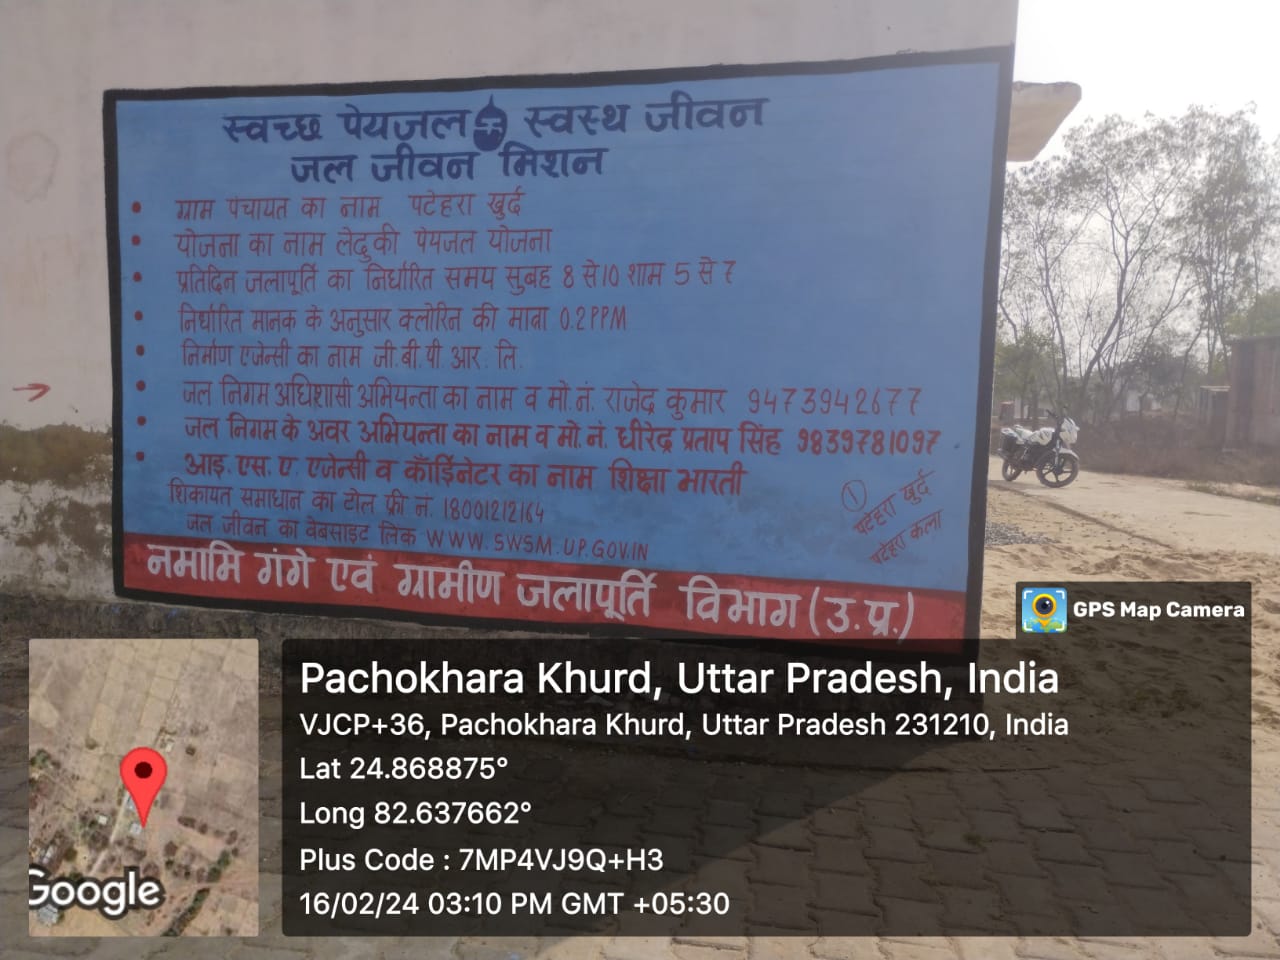 स्वच्छ पेयजल स्वस्थ जीवन
जल जीवन मिशन
• ग्राम पंचायत का नाम पटेहरा खुर्द
• योजना का नाम लेदुकी पेयजल योजना
• प्रतिदिन जलापूर्ति का निर्धारित समय सुबह 8 से 10 शाम 5 से 7
• निर्धारित मानक के अनुसार क्लोरिन की मात्रा 0.2 PPM
• निर्माण एजेन्सी का नाम जी.बी.पी. आर. लि.
• जल निगम अधिशासी अभियन्ता का नाम व मो.नं. राजेद्र कुमार 9473942677
• जल निगम के अवर अभियन्ता का नाम व मो.नं. धीरेद्र प्रताप सिंह 9839781097
• आइ. एस. ए. एजेन्सी व कॉर्डिनेटर का नाम शिक्षा भारती
शिकायत समाधान का टोल फ्री नं. 18001212164
जल जीवन का वेबसाइट लिंक WWW.SWSM.UP.GOV.IN
① पटेहरा खुर्द
पटेहरा कला
नमामि गंगे एवं ग्रामीण जलापूर्ति विभाग (उ.प्र.)
GPS Map Camera
Pachokhara Khurd, Uttar Pradesh, India
VJCP+36, Pachokhara Khurd, Uttar Pradesh 231210, India
Lat 24.868875°
Long 82.637662°
Plus Code : 7MP4VJ9Q+H3
16/02/24 03:10 PM GMT +05:30
Google